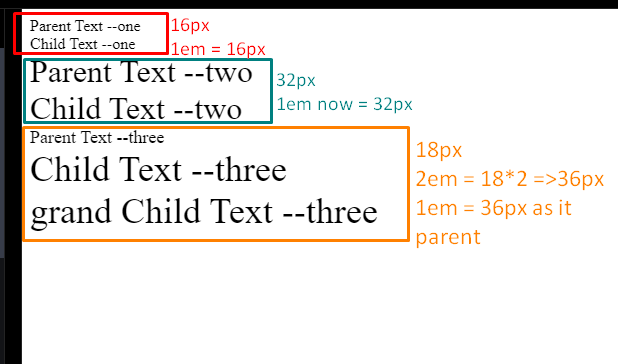 Parent Text --one
Child Text --one
16px
1em = 16px
Parent Text --two
Child Text --two
32px
1em now = 32px
Parent Text --three
Child Text --three
grand Child Text --three
18px
2em = 18*2 =>36px
1em = 36px as it
parent